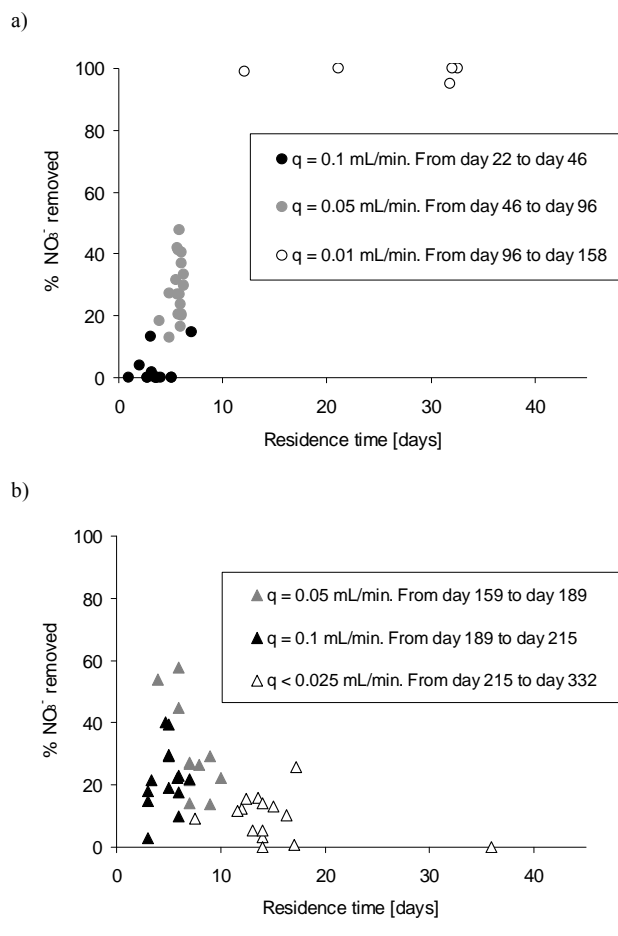 a)
100
80
60
40
20
0
% NO₃⁻ removed
q = 0.1 mL/min. From day 22 to day 46
q = 0.05 mL/min. From day 46 to day 96
q = 0.01 mL/min. From day 96 to day 158
0 10 20 30 40
Residence time [days]
b)
100
80
60
40
20
0
% NO₃⁻ removed
q = 0.05 mL/min. From day 159 to day 189
q = 0.1 mL/min. From day 189 to day 215
q < 0.025 mL/min. From day 215 to day 332
0 10 20 30 40
Residence time [days]